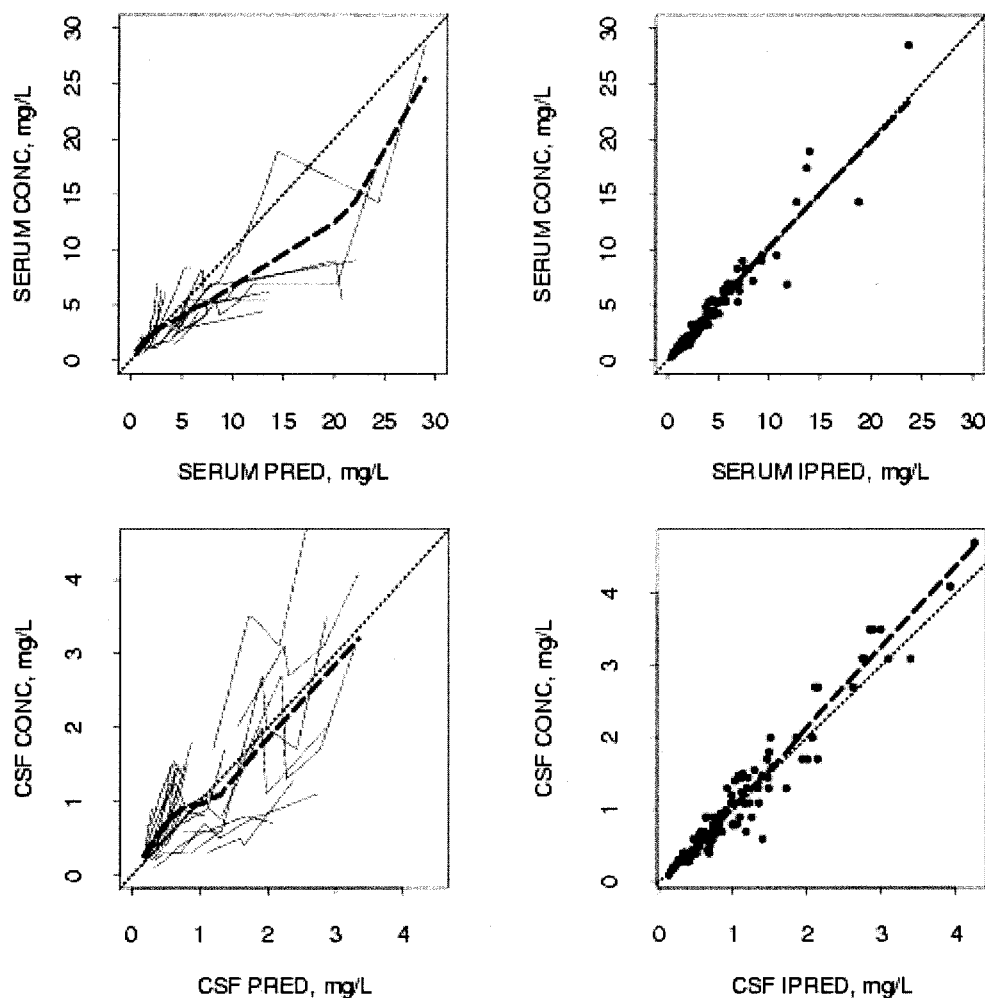 SERUM CONC, mg/L
30
25
20
15
10
5
0
0 5 10 15 20 25 30
SERUM PRED, mg/L
SERUM CONC, mg/L
30
25
20
15
10
5
0
0 5 10 15 20 25 30
SERUM IPRED, mg/L
CSF CONC, mg/L
4
3
2
1
0
0 1 2 3 4
CSF PRED, mg/L
CSF CONC, mg/L
4
3
2
1
0
0 1 2 3 4
CSF IPRED, mg/L